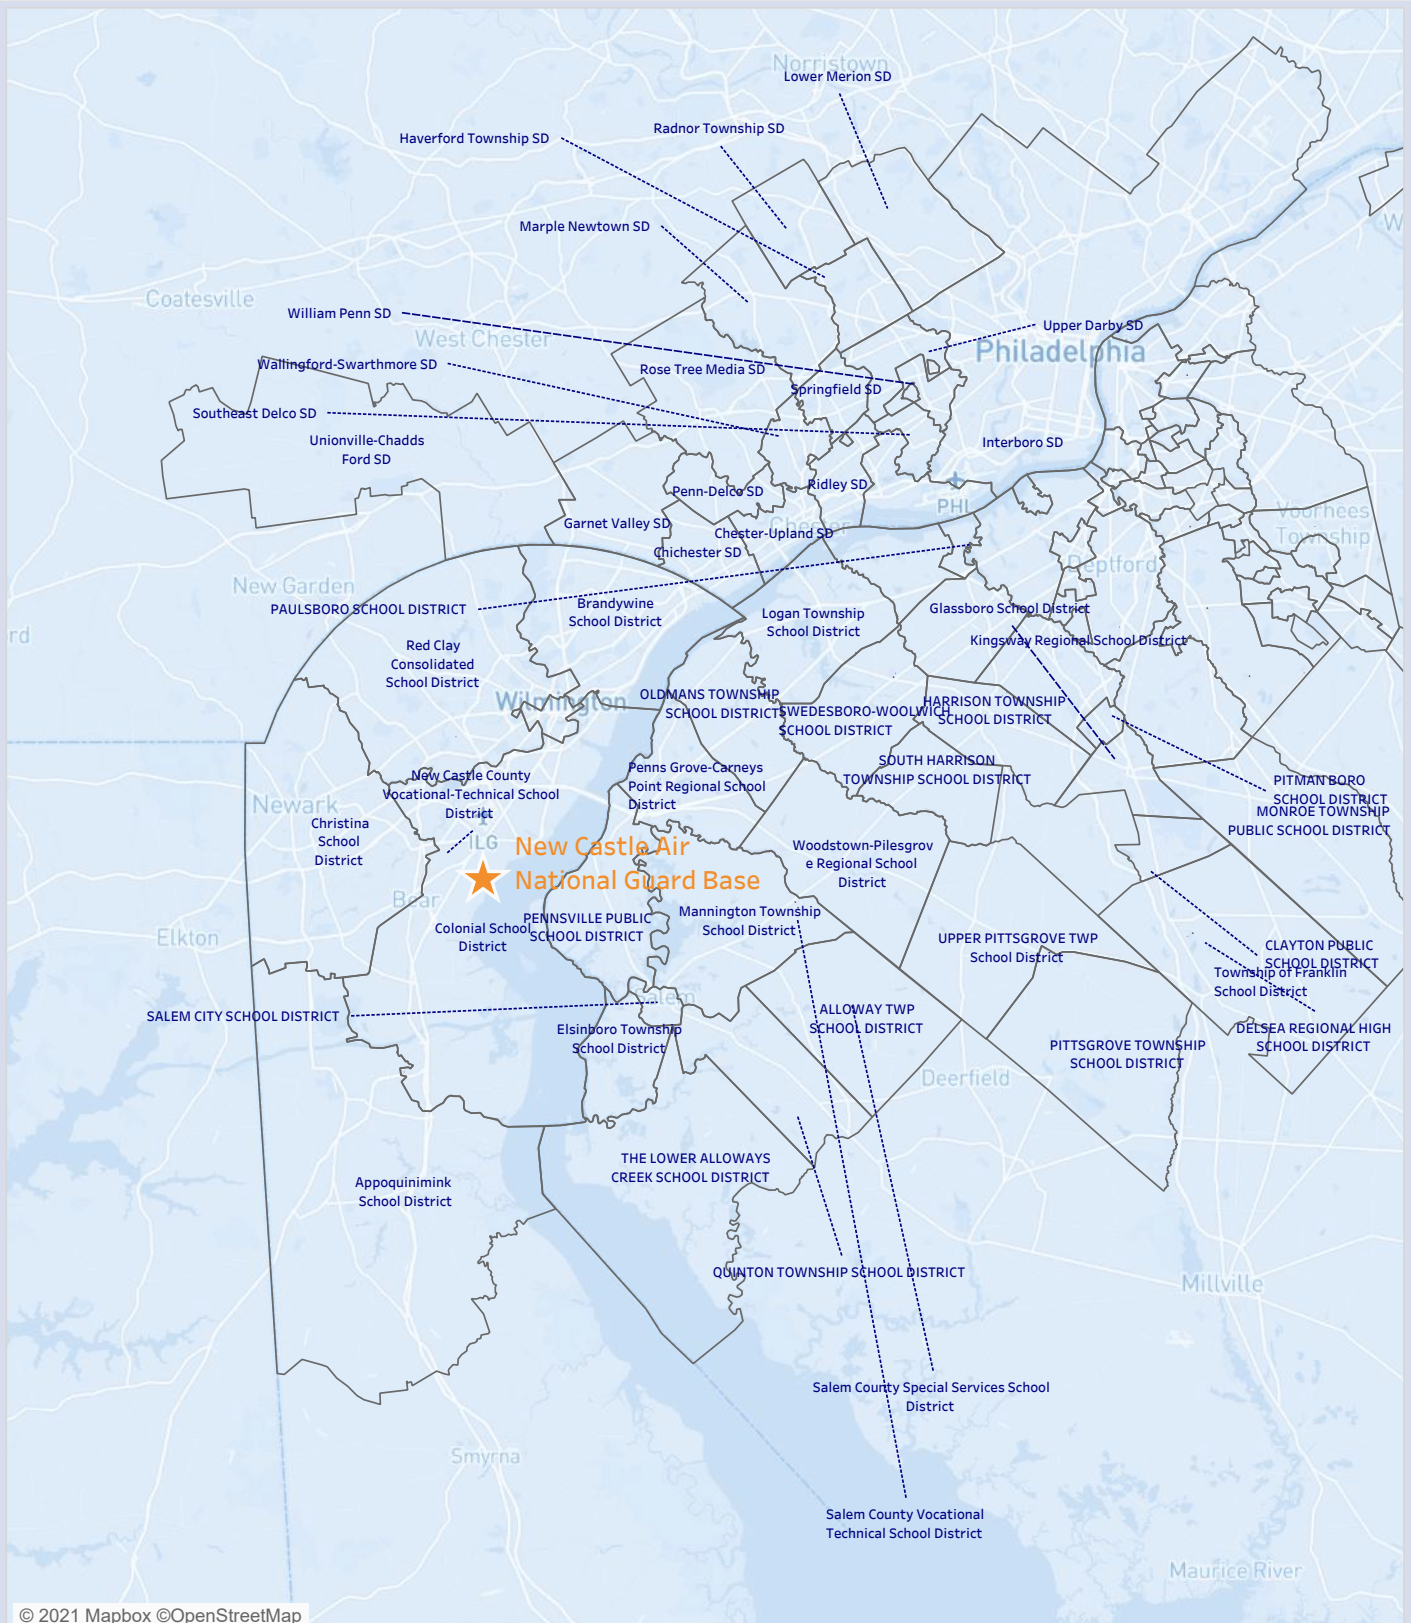 Norristown
Lower Merion SD
Radnor Township SD
Haverford Township SD
Marple Newtown SD
W
Coatesville
William Penn SD
West Chester
Upper Darby SD
Philadelphia
Wallingford-Swarthmore SD
Rose Tree Media SD
Springfield SD
Southeast Delco SD
Unionville-Chadds
Ford SD
Interboro SD
Penn-Delco SD
Ridley SD
PHL
Voorhees
Township
Garnet Valley SD
Chester
Chester-Upland SD
Chichester SD
Deptford
New Garden
PAULSBORO SCHOOL DISTRICT
Brandywine
School District
Logan Township
School District
Glassboro School District
Kingsway Regional School District
rd
Red Clay
Consolidated
School District
Wilmington
OLDMANS TOWNSHIP
SCHOOL DISTRICT
SWEDESBORO-WOOLWICH
SCHOOL DISTRICT
HARRISON TOWNSHIP
SCHOOL DISTRICT
SOUTH HARRISON
TOWNSHIP SCHOOL DISTRICT
New Castle County
Vocational-Technical School
District
Penns Grove-Carneys
Point Regional School
District
PITMAN BORO
SCHOOL DISTRICT
MONROE TOWNSHIP
PUBLIC SCHOOL DISTRICT
Newark
Christina
School
District
ILG
New Castle Air
National Guard Base
Woodstown-Pilesgrov
e Regional School
District
Bear
Elkton
Colonial School
District
PENNSVILLE PUBLIC
SCHOOL DISTRICT
Mannington Township
School District
UPPER PITTSGROVE TWP
School District
CLAYTON PUBLIC
SCHOOL DISTRICT
Township of Franklin
School District
Salem
SALEM CITY SCHOOL DISTRICT
Elsinboro Township
School District
ALLOWAY TWP
SCHOOL DISTRICT
PITTSGROVE TOWNSHIP
SCHOOL DISTRICT
DELSEA REGIONAL HIGH
SCHOOL DISTRICT
Deerfield
THE LOWER ALLOWAYS
CREEK SCHOOL DISTRICT
Appoquinimink
School District
QUINTON TOWNSHIP SCHOOL DISTRICT
Millville
Salem County Special Services School
District
Smyrna
Salem County Vocational
Technical School District
Maurice River
© 2021 Mapbox ©OpenStreetMap